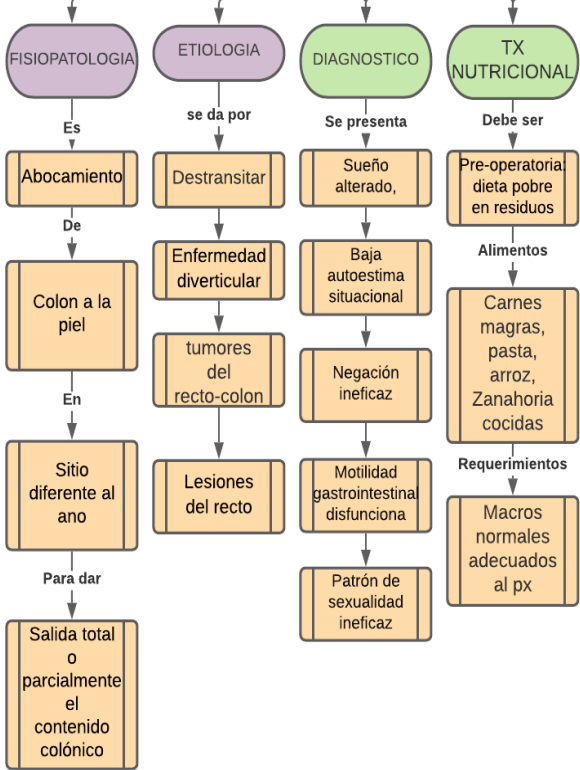 FISIOPATOLOGIA
Es
Abocamiento
De
Colon a la
piel
En
Sitio
diferente al
ano
Para dar
Salida total
o
parcialmente
el
contenido
colónico
ETIOLOGIA
se da por
Destransitar
Enfermedad
diverticular
tumores
del
recto-colon
Lesiones
del recto
DIAGNOSTICO
Se presenta
Sueño
alterado,
Baja
autoestima
situacional
Negación
ineficaz
Motilidad
gastrointestinal
disfunciona
Patrón de
sexualidad
ineficaz
TX
NUTRICIONAL
Debe ser
Pre-operatoria:
dieta pobre
en residuos
Alimentos
Carnes
magras,
pasta,
arroz,
Zanahoria
cocidas
Requerimientos
Macros
normales
adecuados
al px